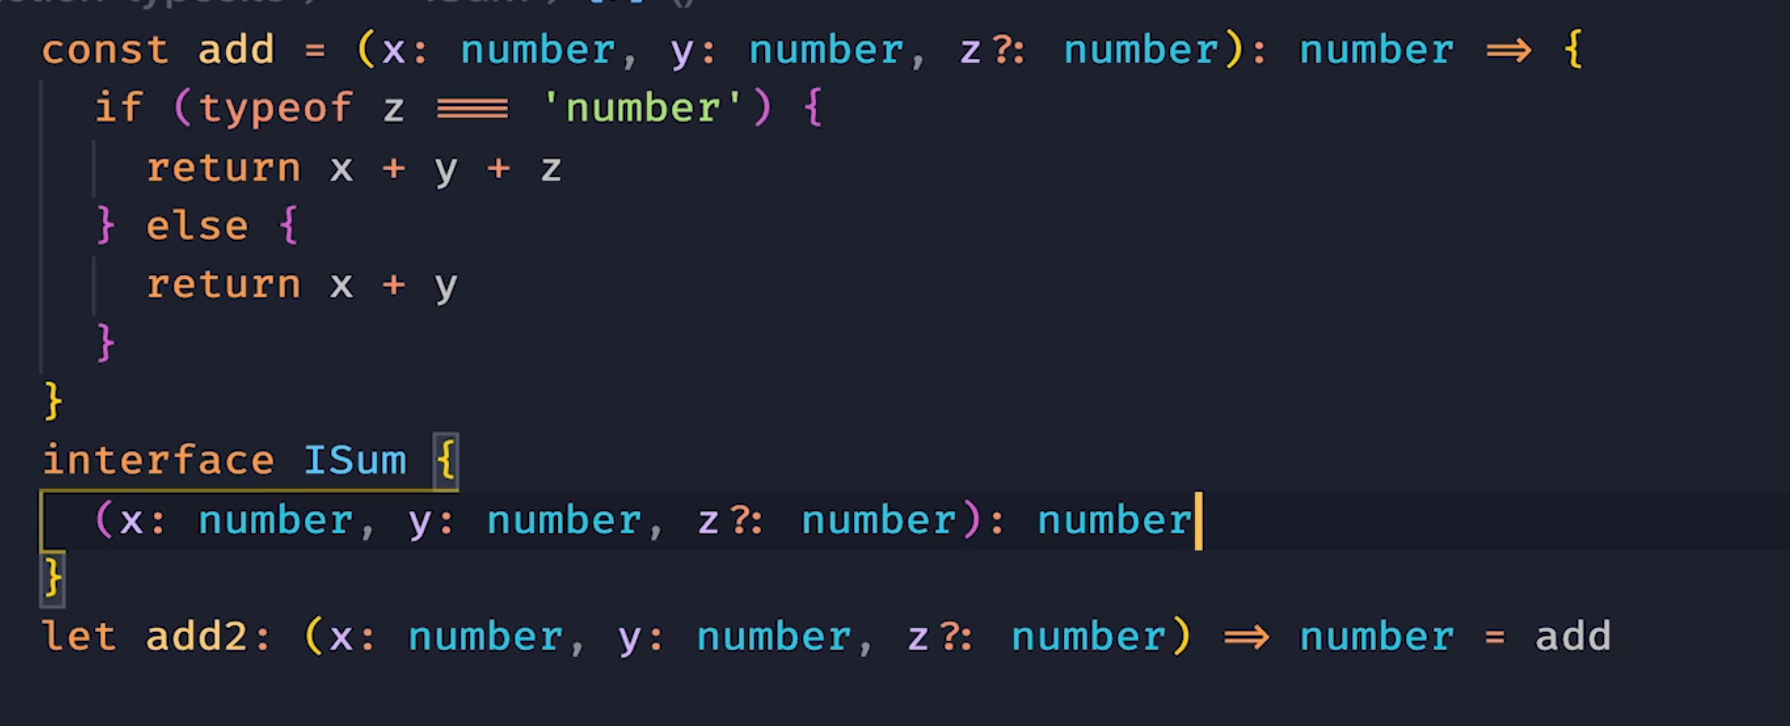 const add = (x: number, y: number, z?: number): number => {
  if (typeof z === 'number') {
    return x + y + z
  } else {
    return x + y
  }
}
interface ISum {
  (x: number, y: number, z?: number): number
}
let add2: (x: number, y: number, z?: number) => number = add